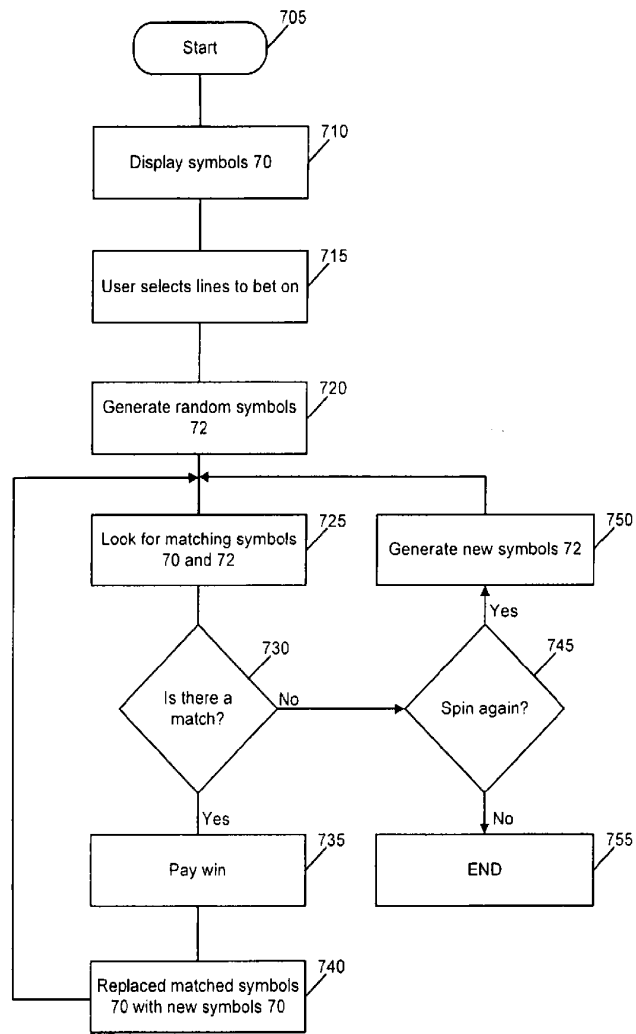 705
Start
710
Display symbols 70
715
User selects lines to bet on
720
Generate random symbols
72
725
Look for matching symbols
70 and 72
750
Generate new symbols 72
Yes
730
Is there a
match?
No
745
Spin again?
Yes
No
735
Pay win
755
END
740
Replaced matched symbols
70 with new symbols 70